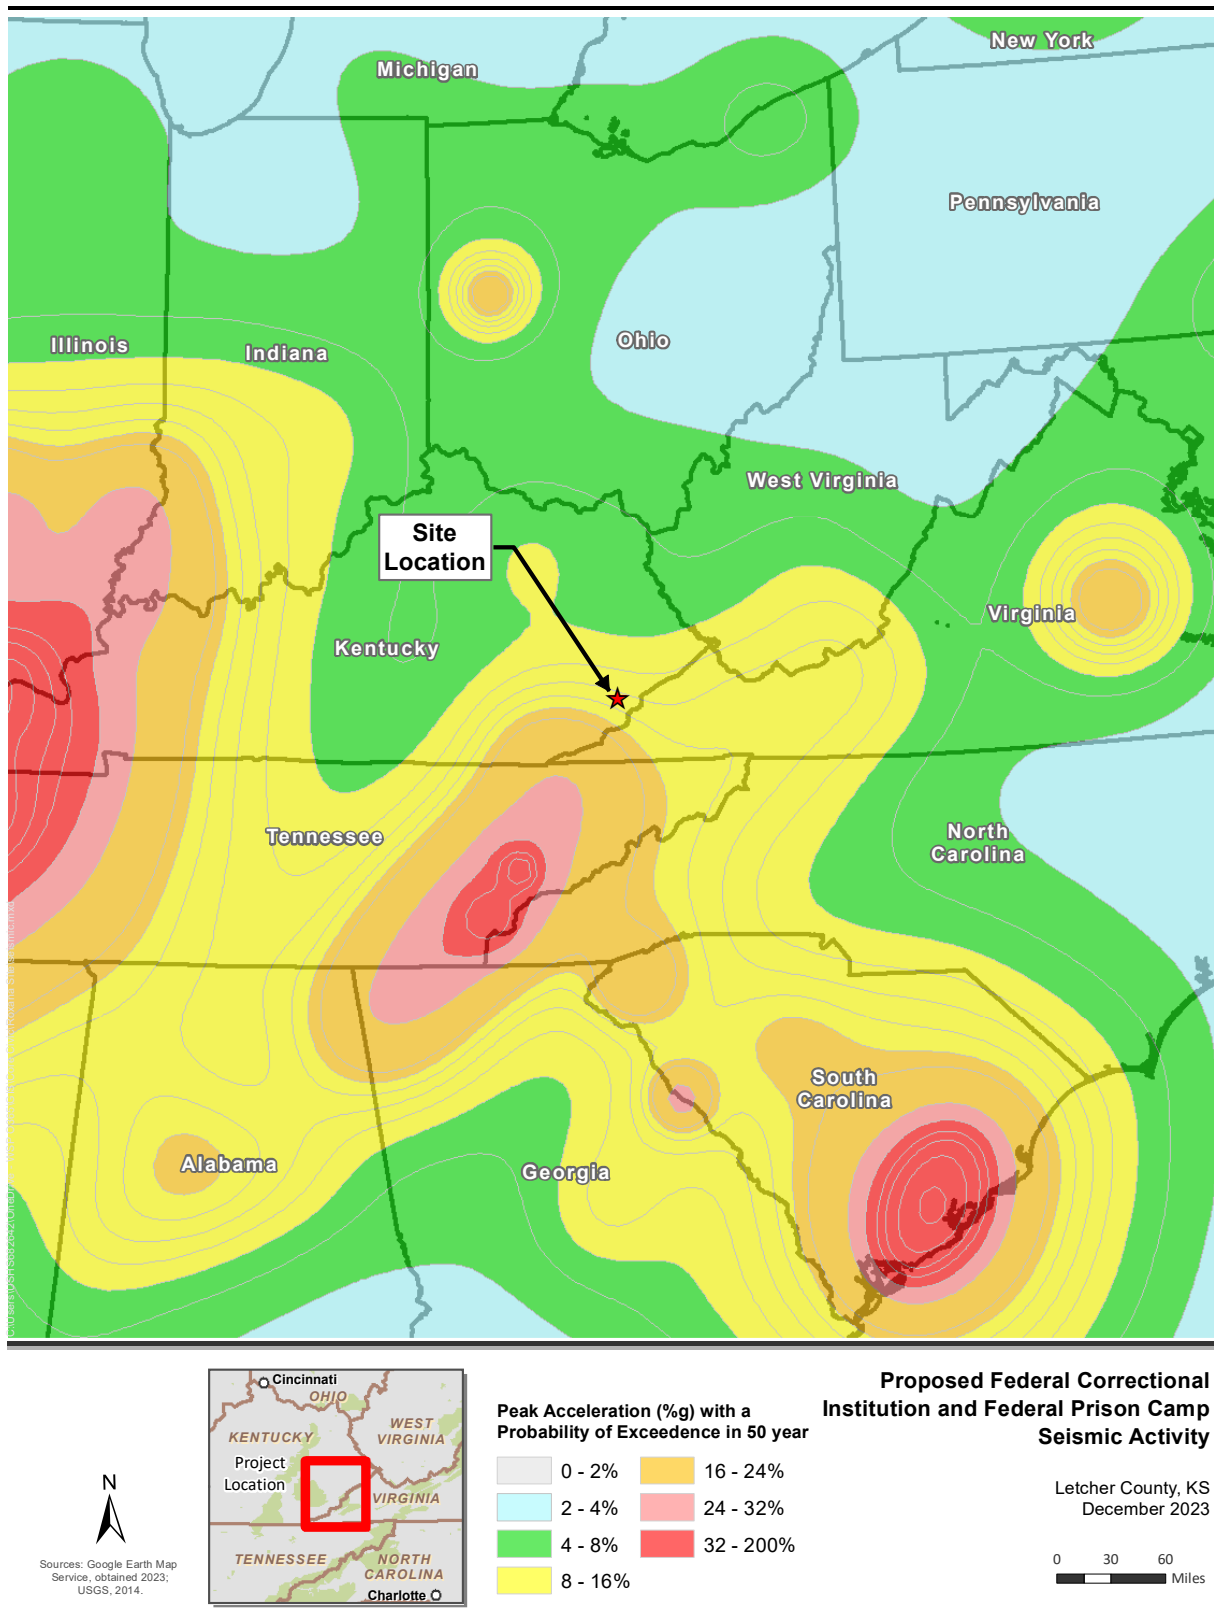 New York
Michigan
Pennsylvania
Illinois
Indiana
Ohio
West Virginia
Site
Location
Virginia
Kentucky
Tennessee
North
Carolina
South
Carolina
Alabama
Georgia
Cincinnati
OHIO
WEST
VIRGINIA
KENTUCKY
Project
Location
VIRGINIA
TENNESSEE
NORTH
CAROLINA
Charlotte
N
Sources: Google Earth Map
Service, obtained 2023;
USGS, 2014.
Peak Acceleration (%g) with a
Probability of Exceedence in 50 year
0 - 2%
2 - 4%
4 - 8%
8 - 16%
16 - 24%
24 - 32%
32 - 200%
Proposed Federal Correctional
Institution and Federal Prison Camp
Seismic Activity
Letcher County, KS
December 2023
0 30 60
Miles